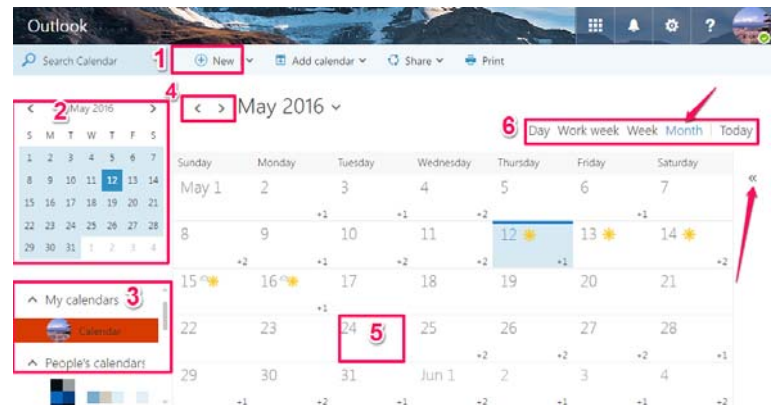 Outlook
?
Search Calendar 1 New Add calendar Share Print
2 May 2016
S M T W T F S
1 2 3 4 5 6 7
8 9 10 11 12 13 14
15 16 17 18 19 20 21
22 23 24 25 26 27 28
29 30 31 1 2 3 4
3 My calendars
Calendar
People's calendars
4 May 2016
6 Day Work week Week Month Today
Sunday Monday Tuesday Wednesday Thursday Friday Saturday
May 1 2 3 4 5 6 7
+1 +1 +2 +1
8 9 10 11 12 13 14
+2 +1 +2 +2 +1 +2
15 16 17 18 19 20 21
+1
22 23 24 5 25 26 27 28
+2 +2 +2 +1
29 30 31 Jun 1 2 3 4
+1 +2 +1 +1 +1 +1 +2